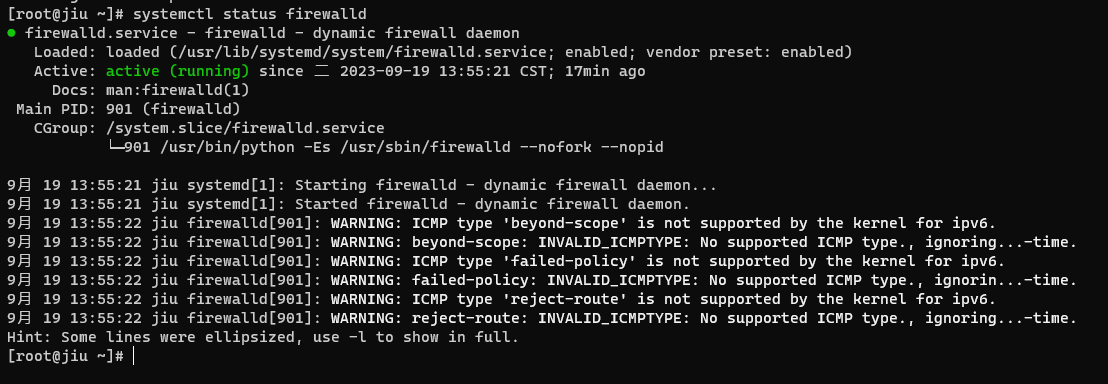 [root@jiu ~]# systemctl status firewalld
● firewalld.service - firewalld - dynamic firewall daemon
   Loaded: loaded (/usr/lib/systemd/system/firewalld.service; enabled; vendor preset: enabled)
   Active: active (running) since 二 2023-09-19 13:55:21 CST; 17min ago
     Docs: man:firewalld(1)
 Main PID: 901 (firewalld)
   CGroup: /system.slice/firewalld.service
           └─901 /usr/bin/python -Es /usr/sbin/firewalld --nofork --nopid
9月 19 13:55:21 jiu systemd[1]: Starting firewalld - dynamic firewall daemon...
9月 19 13:55:21 jiu systemd[1]: Started firewalld - dynamic firewall daemon.
9月 19 13:55:22 jiu firewalld[901]: WARNING: ICMP type 'beyond-scope' is not supported by the kernel for ipv6.
9月 19 13:55:22 jiu firewalld[901]: WARNING: beyond-scope: INVALID_ICMPTYPE: No supported ICMP type., ignoring...-time.
9月 19 13:55:22 jiu firewalld[901]: WARNING: ICMP type 'failed-policy' is not supported by the kernel for ipv6.
9月 19 13:55:22 jiu firewalld[901]: WARNING: failed-policy: INVALID_ICMPTYPE: No supported ICMP type., ignorin...-time.
9月 19 13:55:22 jiu firewalld[901]: WARNING: ICMP type 'reject-route' is not supported by the kernel for ipv6.
9月 19 13:55:22 jiu firewalld[901]: WARNING: reject-route: INVALID_ICMPTYPE: No supported ICMP type., ignoring...-time.
Hint: Some lines were ellipsized, use -l to show in full.
[root@jiu ~]#